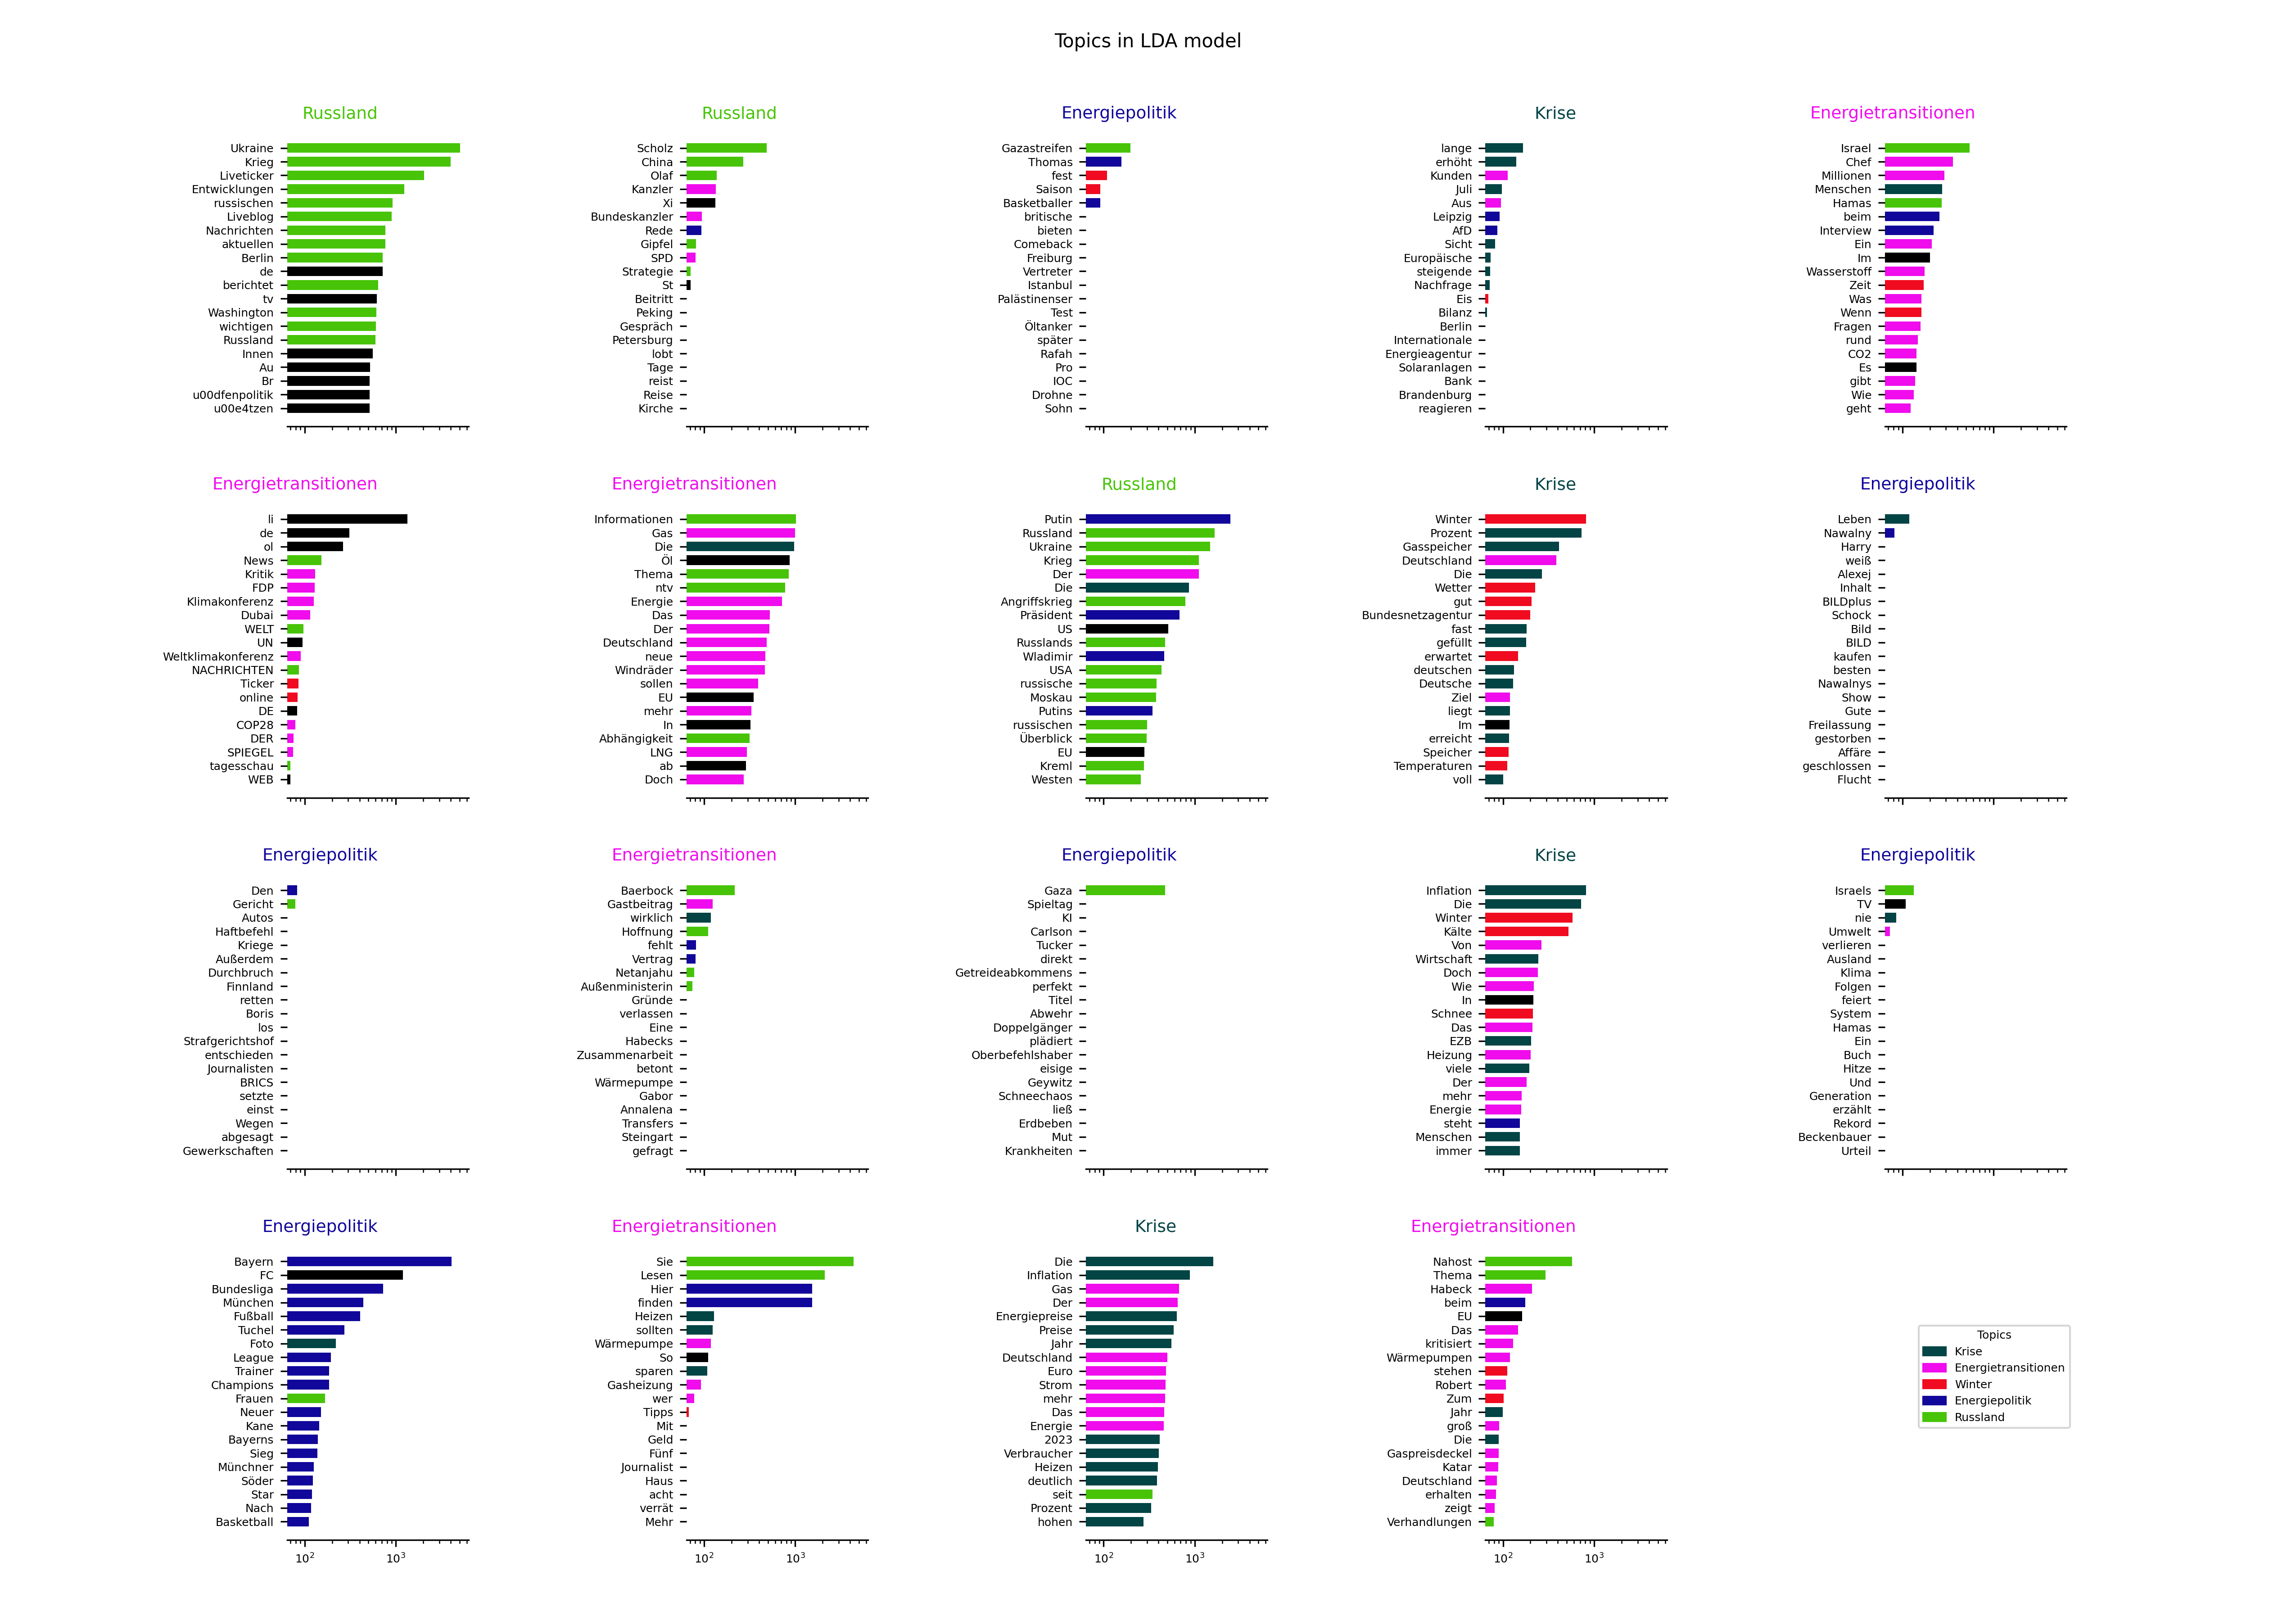 Topics in LDA model
Russland
Ukraine
Krieg
Liveticker
Entwicklungen
russischen
Liveblog
Nachrichten
aktuellen
Berlin
de
berichtet
tv
Washington
wichtigen
Russland
Innen
Au
Br
u00dfenpolitik
u00e4tzen
Russland
Scholz
China
Olaf
Kanzler
Xi
Bundeskanzler
Rede
Gipfel
SPD
Strategie
St
Beitritt
Peking
Gespräch
Petersburg
lobt
Tage
reist
Reise
Kirche
Energiepolitik
Gazastreifen
Thomas
fest
Saison
Basketballer
britische
bieten
Comeback
Freiburg
Vertreter
Istanbul
Palästinenser
Test
Öltanker
später
Rafah
Pro
IOC
Drohne
Sohn
Krise
lange
erhöht
Kunden
Juli
Aus
Leipzig
AfD
Sicht
Europäische
steigende
Nachfrage
Eis
Bilanz
Berlin
Internationale
Energieagentur
Solaranlagen
Bank
Brandenburg
reagieren
Energietransitionen
Israel
Chef
Millionen
Menschen
Hamas
beim
Interview
Ein
Im
Wasserstoff
Zeit
Was
Wenn
Fragen
rund
CO2
Es
gibt
Wie
geht
Energietransitionen
li
de
ol
News
Kritik
FDP
Klimakonferenz
Dubai
WELT
UN
Weltklimakonferenz
NACHRICHTEN
Ticker
online
DE
COP28
DER
SPIEGEL
tagesschau
WEB
Energietransitionen
Informationen
Gas
Die
Öl
Thema
ntv
Energie
Das
Der
Deutschland
neue
Windräder
sollen
EU
mehr
In
Abhängigkeit
LNG
ab
Doch
Russland
Putin
Russland
Ukraine
Krieg
Der
Die
Angriffskrieg
Präsident
US
Russlands
Wladimir
USA
russische
Moskau
Putins
russischen
Überblick
EU
Kreml
Westen
Krise
Winter
Prozent
Gasspeicher
Deutschland
Die
Wetter
gut
Bundesnetzagentur
fast
gefüllt
erwartet
deutschen
Deutsche
Ziel
liegt
Im
erreicht
Speicher
Temperaturen
voll
Energiepolitik
Leben
Nawalny
Harry
weiß
Alexej
Inhalt
BILDplus
Schock
Bild
BILD
kaufen
besten
Nawalnys
Show
Gute
Freilassung
gestorben
Affäre
geschlossen
Flucht
Energiepolitik
Den
Gericht
Autos
Haftbefehl
Kriege
Außerdem
Durchbruch
Finnland
retten
Boris
los
Strafgerichtshof
entschieden
Journalisten
BRICS
setzte
einst
Wegen
abgesagt
Gewerkschaften
Energietransitionen
Baerbock
Gastbeitrag
wirklich
Hoffnung
fehlt
Vertrag
Netanjahu
Außenministerin
Gründe
verlassen
Eine
Habecks
Zusammenarbeit
betont
Wärmepumpe
Gabor
Annalena
Transfers
Steingart
gefragt
Energiepolitik
Gaza
Spieltag
KI
Carlson
Tucker
direkt
Getreideabkommens
perfekt
Titel
Abwehr
Doppelgänger
plädiert
Oberbefehlshaber
eisige
Geywitz
Schneechaos
ließ
Erdbeben
Mut
Krankheiten
Krise
Inflation
Die
Winter
Kälte
Von
Wirtschaft
Doch
Wie
In
Schnee
Das
EZB
Heizung
viele
Der
mehr
Energie
steht
Menschen
immer
Energiepolitik
Israels
TV
nie
Umwelt
verlieren
Ausland
Klima
Folgen
feiert
System
Hamas
Ein
Buch
Hitze
Und
Generation
erzählt
Rekord
Beckenbauer
Urteil
Energiepolitik
Bayern
FC
Bundesliga
München
Fußball
Tuchel
Foto
League
Trainer
Champions
Frauen
Neuer
Kane
Bayerns
Sieg
Münchner
Söder
Star
Nach
Basketball
10² 10³
Energietransitionen
Sie
Lesen
Hier
finden
Heizen
sollten
Wärmepumpe
So
sparen
Gasheizung
wer
Tipps
Mit
Geld
Fünf
Journalist
Haus
acht
verrät
Mehr
10² 10³
Krise
Die
Inflation
Gas
Der
Energiepreise
Preise
Jahr
Deutschland
Euro
Strom
mehr
Das
Energie
2023
Verbraucher
Heizen
deutlich
seit
Prozent
hohen
10² 10³
Energietransitionen
Nahost
Thema
Habeck
beim
EU
Das
kritisiert
Wärmepumpen
stehen
Robert
Zum
Jahr
groß
Die
Gaspreisdeckel
Katar
Deutschland
erhalten
zeigt
Verhandlungen
10² 10³
Topics
Krise
Energietransitionen
Winter
Energiepolitik
Russland